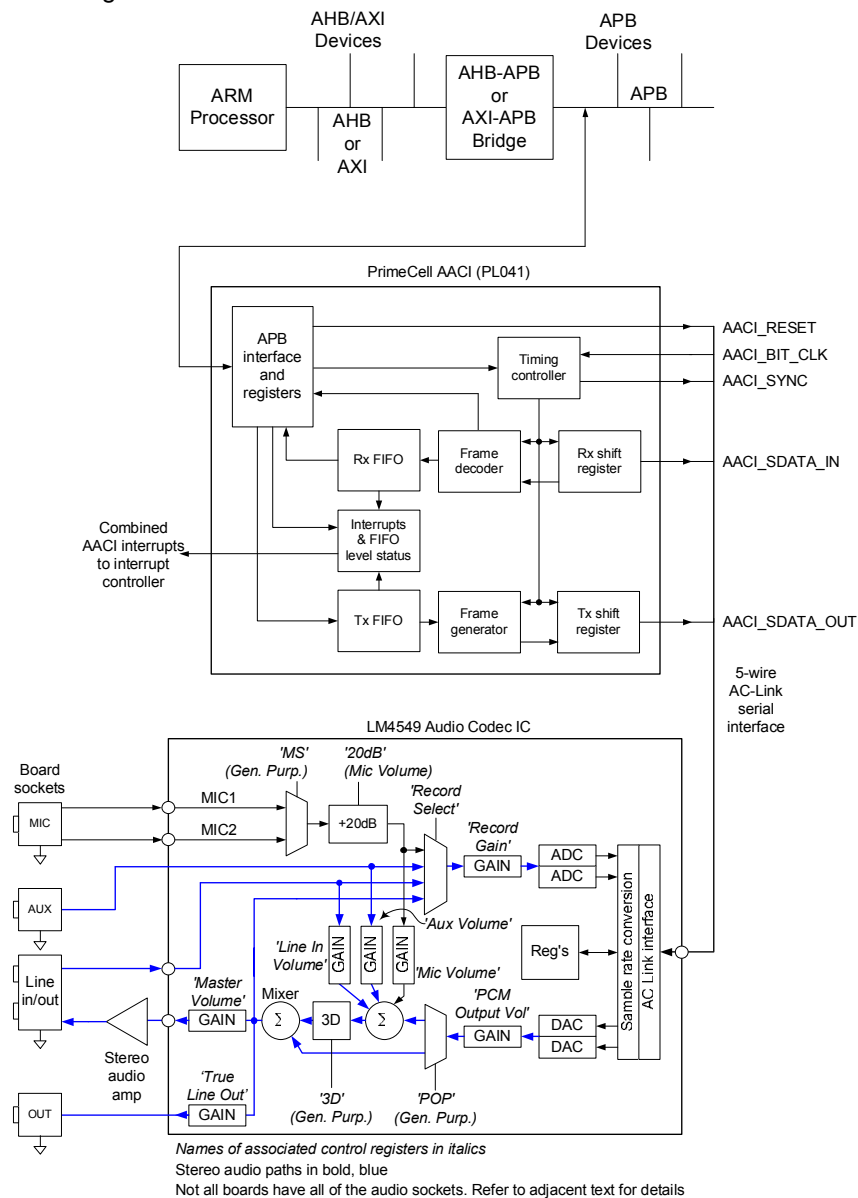 AHB/AXI
Devices
APB
Devices
ARM
Processor
AHB
or
AXI
AHB-APB
or
AXI-APB
Bridge
APB
PrimeCell AACI (PL041)
APB
interface
and
registers
Timing
controller
AACI_RESET
AACI_BIT_CLK
AACI_SYNC
Rx FIFO
Frame
decoder
Rx shift
register
AACI_SDATA_IN
Combined
AACI interrupts
to interrupt
controller
Interrupts
& FIFO
level status
Tx FIFO
Frame
generator
Tx shift
register
AACI_SDATA_OUT
5-wire
AC-Link
serial
interface
LM4549 Audio Codec IC
Board
sockets
MIC
MIC1
MIC2
'MS'
(Gen. Purp.)
'20dB'
(Mic Volume)
+20dB
'Record
Select'
'Record
Gain'
GAIN
ADC
ADC
AUX
'Aux Volume'
'Line In
Volume'
GAIN
GAIN
GAIN
'Mic Volume'
Reg's
Sample rate conversion
AC Link interface
Line
in/out
'Master
Volume'
GAIN
Mixer
Σ
3D
Σ
'PCM
Output Vol'
GAIN
DAC
DAC
Stereo
audio
amp
'True
Line Out'
GAIN
'3D'
(Gen. Purp.)
'POP'
(Gen. Purp.)
OUT
Names of associated control registers in italics
Stereo audio paths in bold, blue
Not all boards have all of the audio sockets. Refer to adjacent text for details